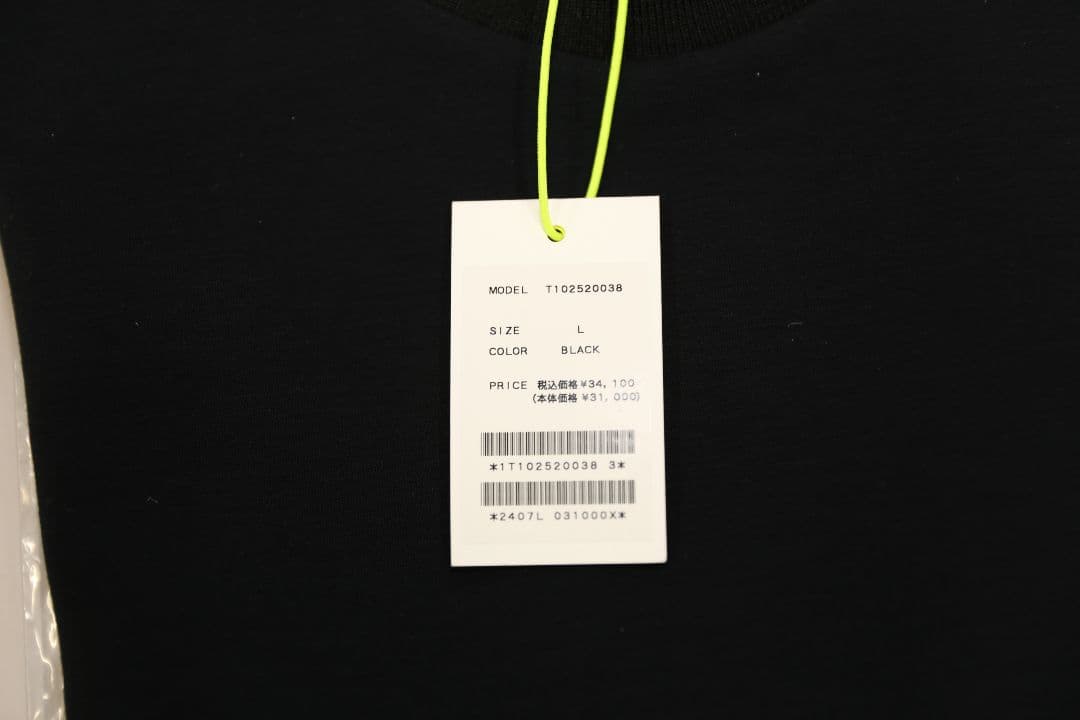 MODEL T102520038
SIZE L
COLOR BLACK
PRICE 税込価格 ¥34,100
(本体価格 ¥31,000)
*1T102520038 3*
*2407L 031000X*